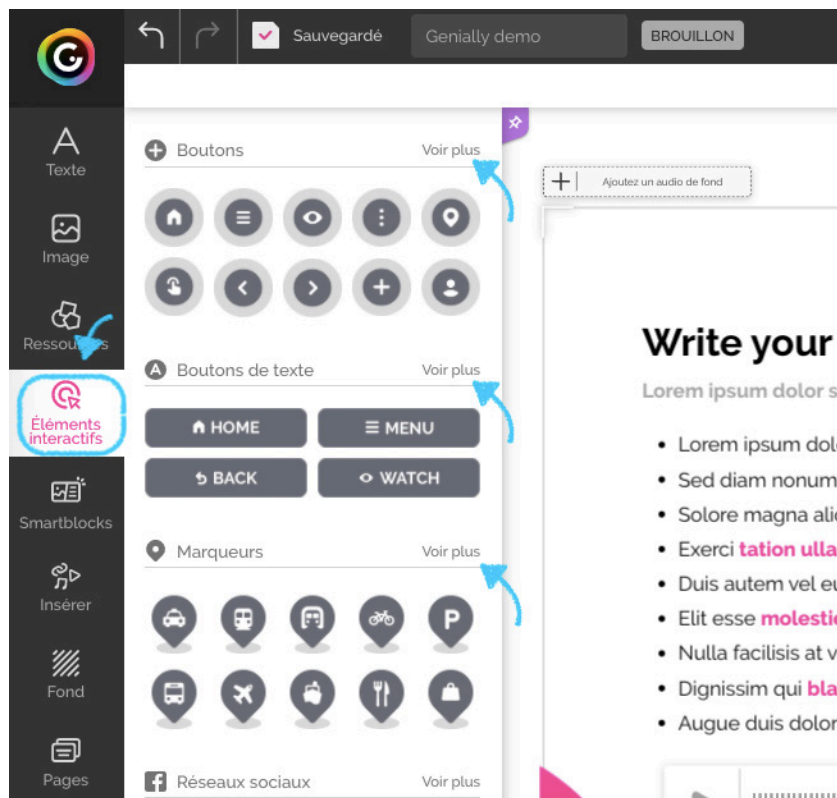 Sauvegardé
Genially demo
BROUILLON
Texte
Image
Ressources
Éléments
interactifs
Smartblocks
Insérer
Fond
Pages
Boutons
Voir plus
Boutons de texte
Voir plus
HOME
MENU
BACK
WATCH
Marqueurs
Voir plus
P
Réseaux sociaux
Voir plus
Ajoutez un audio de fond
Write your
Lorem ipsum dolor s
• Lorem ipsum dol
• Sed diam nonum
• Solore magna ali
• Exerci tation ulla
• Duis autem vel eu
• Elit esse molestie
• Nulla facilisis at v
• Dignissim qui bla
• Augue duis dolor